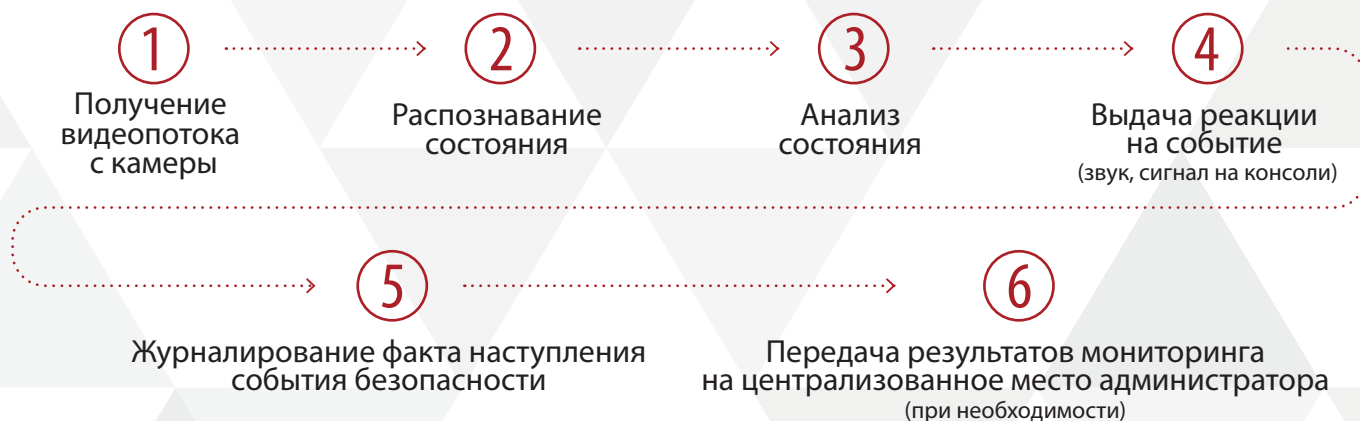 1
Получение
видеопотока
с камеры
2
Распознавание
состояния
3
Анализ
состояния
4
Выдача реакции
на событие
(звук, сигнал на консоли)
5
Журналирование факта наступления
события безопасности
6
Передача результатов мониторинга
на централизованное место администратора
(при необходимости)